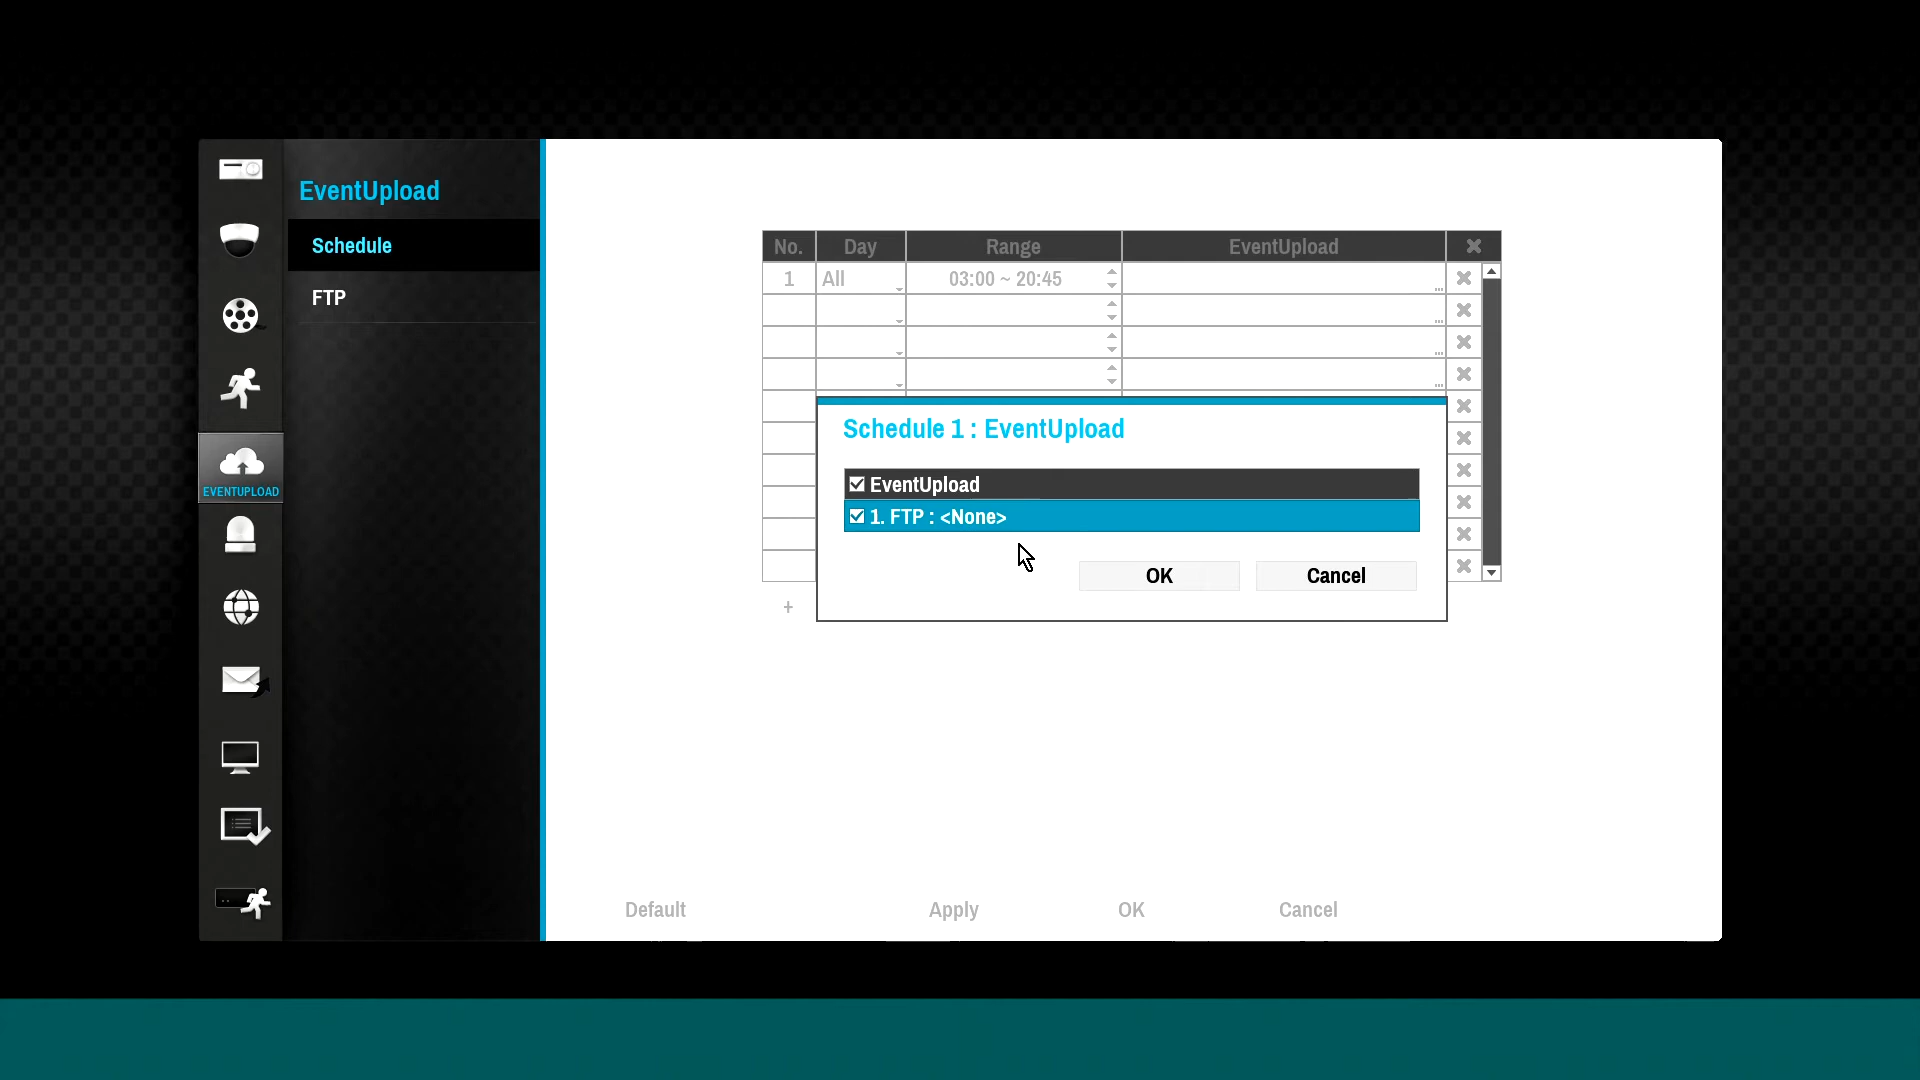 EventUpload
Schedule
FTP
EVENTUPLOAD
No. Day Range EventUpload
1 All 03:00 ~ 20:45
Schedule 1 : EventUpload
EventUpload
1. FTP : <None>
OK Cancel
+
Default Apply OK Cancel